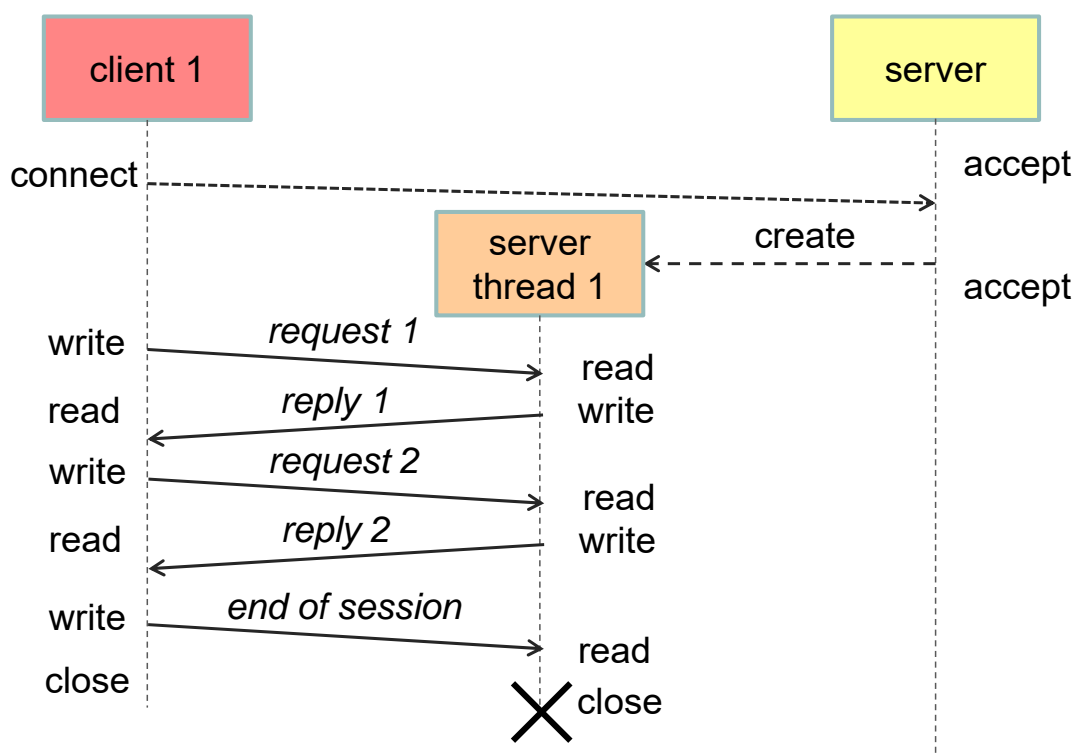 client 1
server
connect
accept
server
thread 1
create
accept
write
request 1
read
read
reply 1
write
write
request 2
read
read
reply 2
write
write
end of session
read
close
close